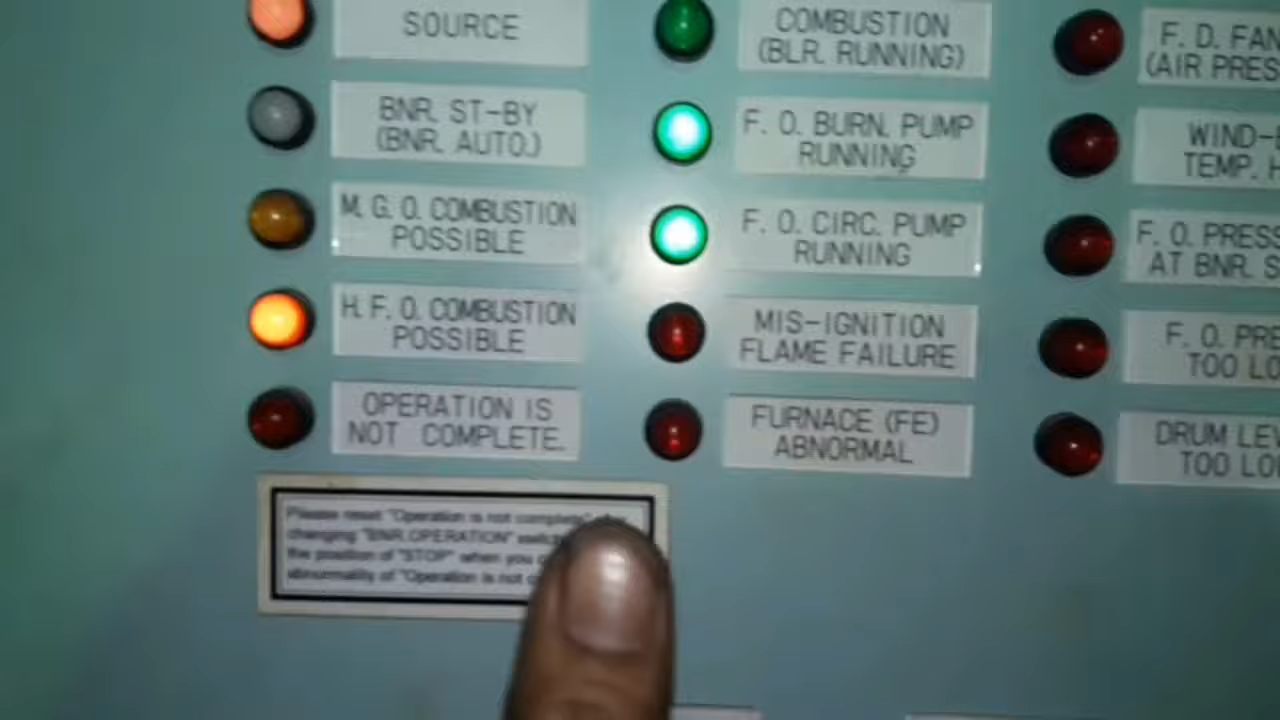 SOURCE
BNR. ST-BY
(BNR. AUTO.)
M. G. O. COMBUSTION
POSSIBLE
H. F. O. COMBUSTION
POSSIBLE
OPERATION IS
NOT COMPLETE.
COMBUSTION
(BLR. RUNNING)
F. O. BURN. PUMP
RUNNING
F. O. CIRC. PUMP
RUNNING
MIS-IGNITION
FLAME FAILURE
FURNACE (FE)
ABNORMAL
F. D. FAN
(AIR PRES
WIND-
TEMP. H
F. O. PRESS
AT BNR. S
F. O. PRE
TOO LO
DRUM LEV
TOO LO
Please reset "Operation is not complete"
changing "BNR.OPERATION" switch
the position of "STOP" when you
abnormality of "Operation is not